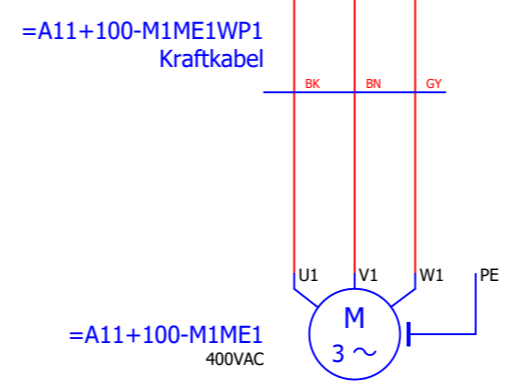 =A11+100-M1ME1WP1
Kraftkabel
BK BN GY
U1 V1 W1 PE
M
3 ～
=A11+100-M1ME1
400VAC